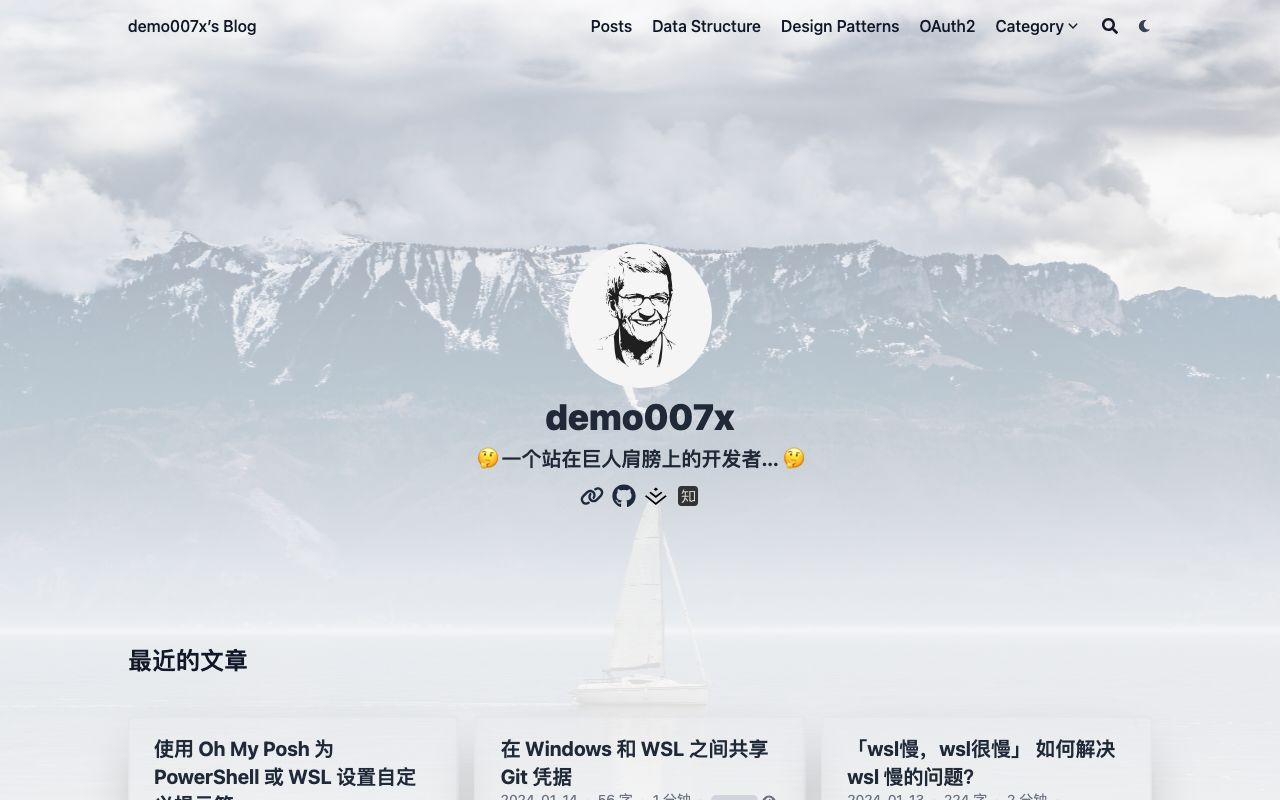 demo007x's Blog
Posts Data Structure Design Patterns OAuth2 Category
demo007x
🤔一个站在巨人肩膀上的开发者... 🤔
知
最近的文章
使用 Oh My Posh 为
PowerShell 或 WSL 设置自定
在 Windows 和 WSL 之间共享
Git 凭据
2024-01-14 · 56 字 · 1 分钟 ·
「wsl慢，wsl很慢」 如何解决
wsl 慢的问题?
2024-01-13 · 224 字 · 2 分钟 ·